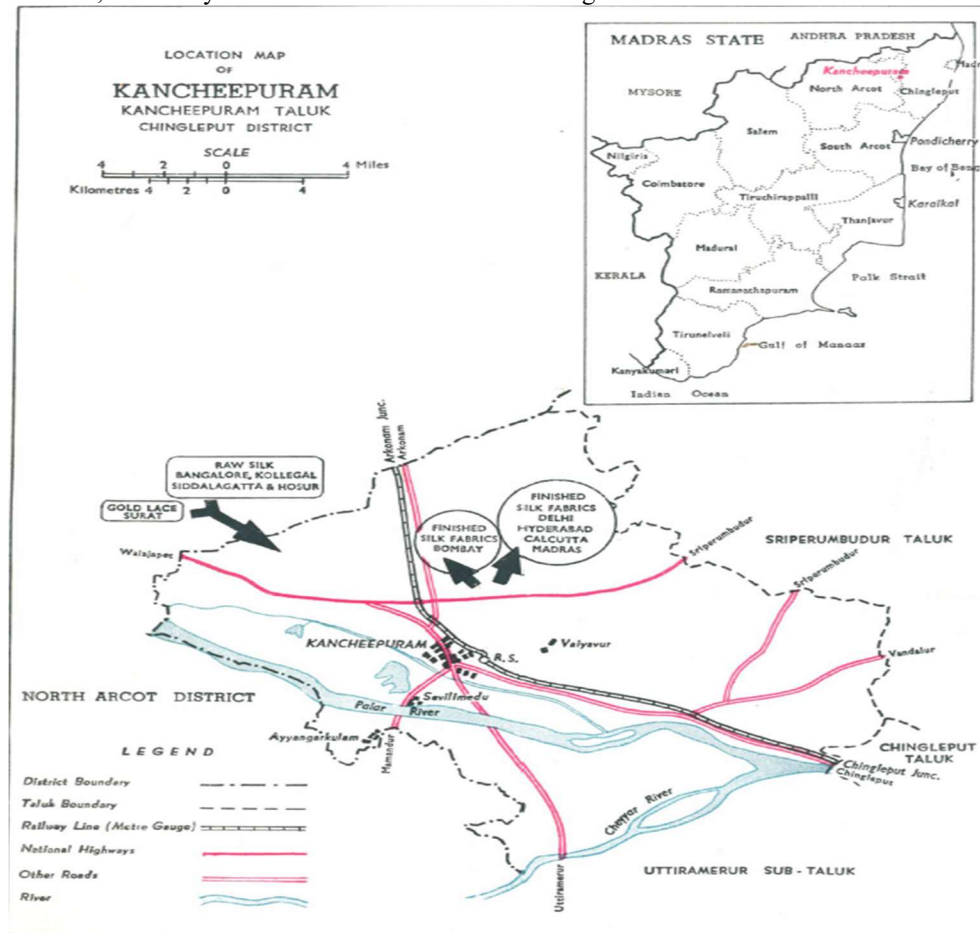 LOCATION MAP
OF
KANCHEEPURAM
KANCHEEPURAM TALUK
CHINGLEPUT DISTRICT
SCALE
4 2 0 4 Miles
Kilometres 4 2 0 4
MADRAS STATE
ANDHRA PRADESH
Kancheepuram
MYSORE
North Arcot
Chingleput
Salem
South Arcot
Pondicherry
Nilgiris
Bay of
Coimbatore
Tiruchirappalli
Karaikal
Thanjavur
Madurai
KERALA
Palk Strait
Ramanathapuram
Tirunelveli
Gulf of Manaar
Kanyakumari
Indian Ocean
Arkonam Junc.
Arkonam
RAW SILK
BANGALORE, KOLLEGAL
SIDDALAGATTA & HOSUR
GOLD LACE
SURAT
FINISHED
SILK FABRICS
BOMBAY
FINISHED
SILK FABRICS
DELHI
HYDERABAD
CALCUTTA
MADRAS
Walajapet
Sriperumbudur
SRIPERUMBUDUR TALUK
Sriperumbudur
KANCHEEPURAM
R.S.
Valyavur
Vandalur
NORTH ARCOT DISTRICT
Sevilimedu
Palar River
Ayyangarkulam
Mamandur
CHINGLEPUT
TALUK
Chingleput Junc.
Chingleput
Cheyyar River
Uttiramerur
UTTIRAMERUR SUB - TALUK
LEGEND
District Boundary
Taluk Boundary
Railway Line (Metre Gauge)
National Highways
Other Roads
River